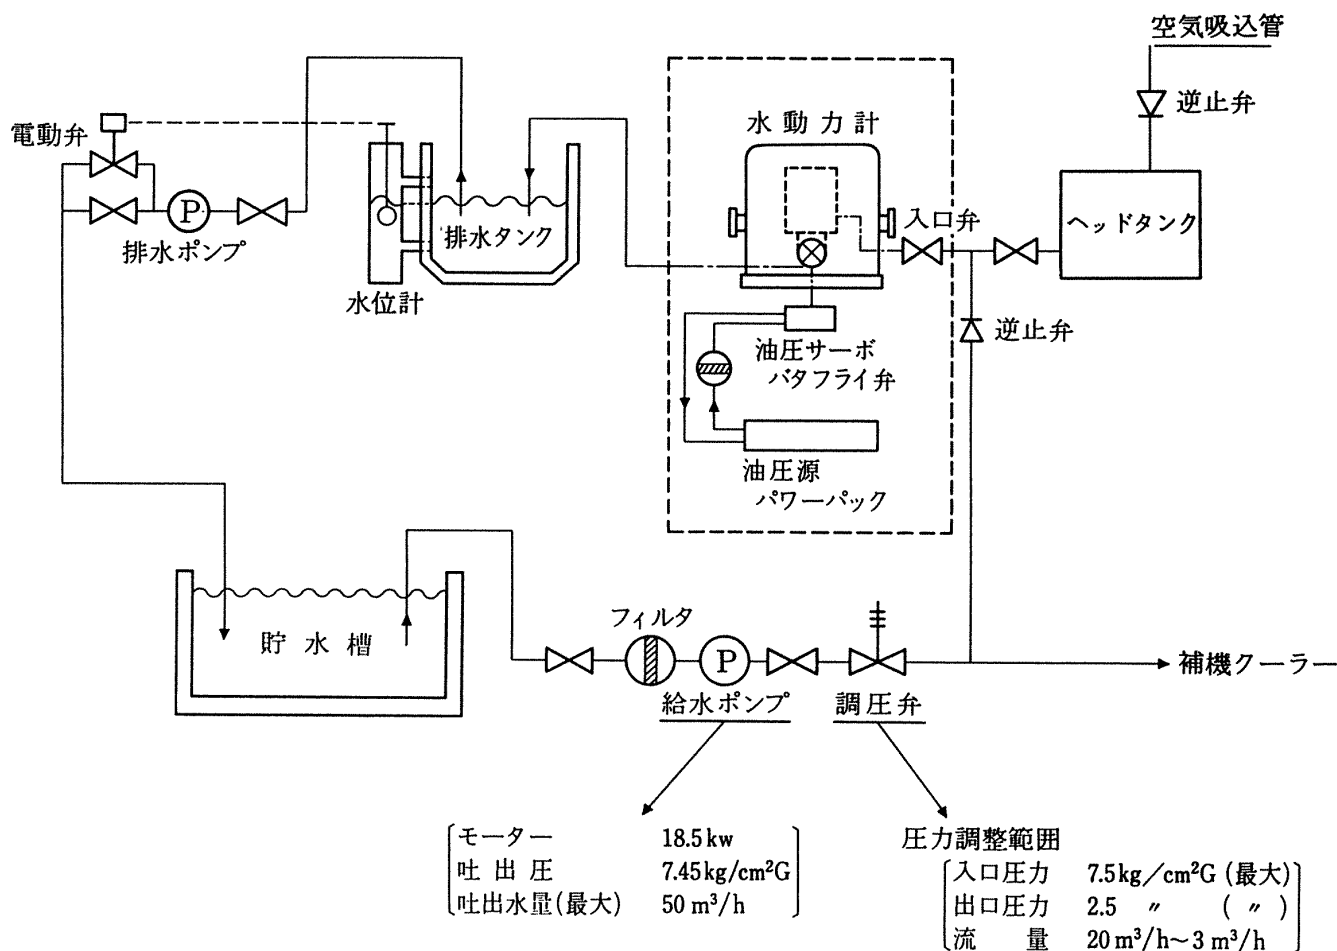 空気吸込管
逆止弁
電動弁
水動力計
入口弁
ヘッドタンク
P
排水タンク
排水ポンプ
水位計
逆止弁
油圧サーボ
バタフライ弁
油圧源
パワーパック
フィルタ
貯水槽
P
補機クーラー
給水ポンプ
調圧弁
モーター 18.5kw
吐出圧 7.45kg/cm²G
吐出水量(最大) 50 m³/h
圧力調整範囲
入口圧力 7.5kg/cm²G (最大)
出口圧力 2.5 〃 (〃)
流量 20 m³/h~3 m³/h